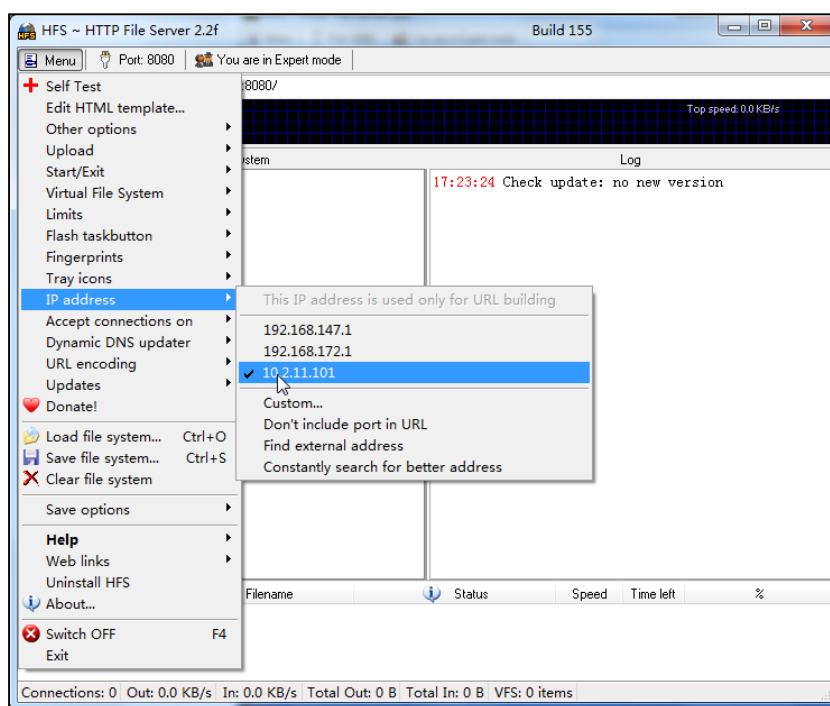 HFS ~ HTTP File Server 2.2f Build 155
Menu Port: 8080 You are in Expert mode
:8080/
Top speed: 0.0 KB/s
Self Test
Edit HTML template...
Other options
Upload
Start/Exit
Virtual File System
Limits
Flash taskbutton
Fingerprints
Tray icons
IP address
Accept connections on
Dynamic DNS updater
URL encoding
Updates
Donate!
Load file system... Ctrl+O
Save file system... Ctrl+S
Clear file system
Save options
Help
Web links
Uninstall HFS
About...
Switch OFF F4
Exit
Log
17:23:24 Check update: no new version
This IP address is used only for URL building
192.168.147.1
192.168.172.1
10.2.11.101
Custom...
Don't include port in URL
Find external address
Constantly search for better address
Filename Status Speed Time left %
Connections: 0 Out: 0.0 KB/s In: 0.0 KB/s Total Out: 0 B Total In: 0 B VFS: 0 items